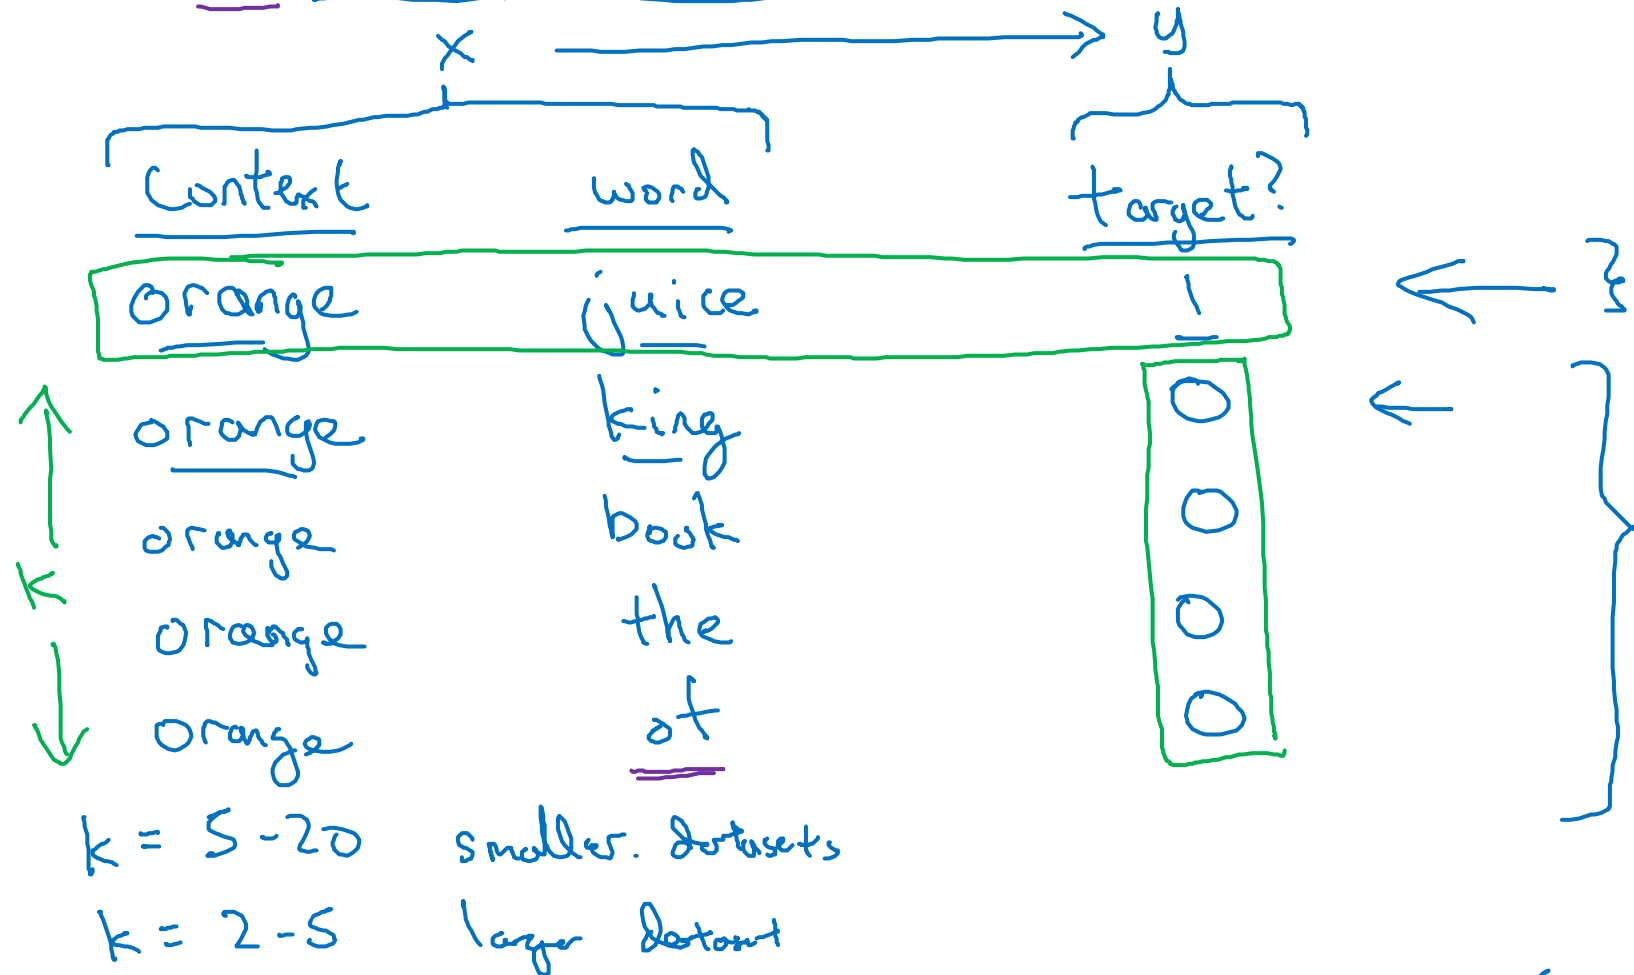 x → y
Context word target?
orange juice 1
orange king 0
orange book 0
k
orange the 0
orange of 0
k = 5-20 smaller. datasets
k = 2-5 larger dataset